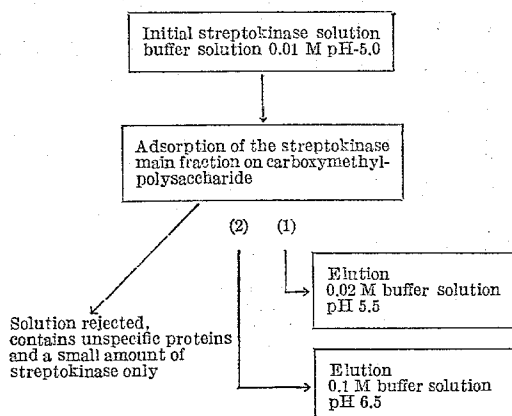 Initial streptokinase solution
buffer solution 0.01 M pH-5.0
Adsorption of the streptokinase
main fraction on carboxymethyl-
polysaccharide
(2) (1)
Elution
0.02 M buffer solution
pH 5.5
Solution rejected,
contains unspecific proteins
and a small amount of
streptokinase only
Elution
0.1 M buffer solution
pH 6.5